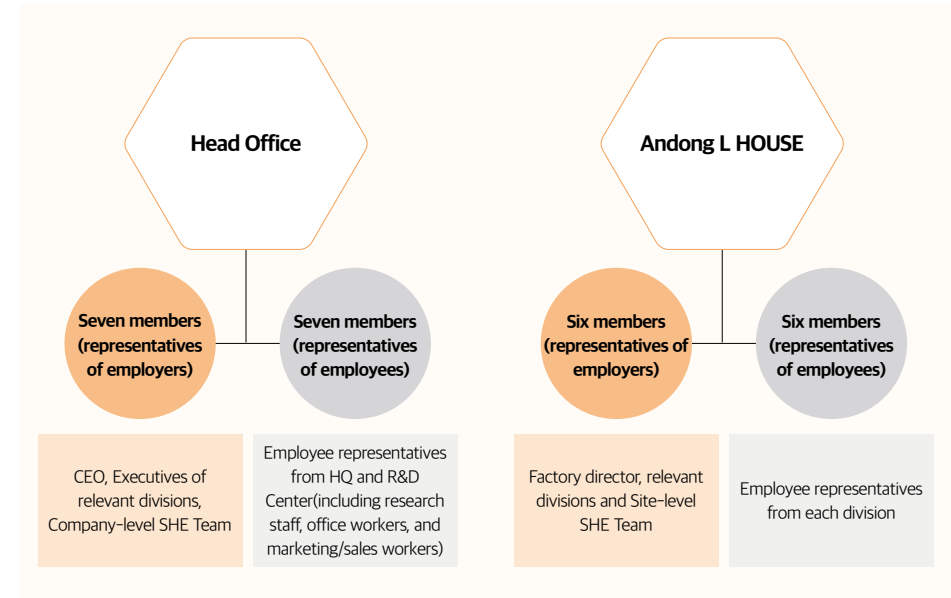 Head Office
Seven members
(representatives
of employers)
Seven members
(representatives
of employees)
CEO, Executives of
relevant divisions,
Company-level SHE Team
Employee representatives
from HQ and R&D
Center(including research
staff, office workers, and
marketing/sales workers)
Andong L HOUSE
Six members
(representatives of
employers)
Six members
(representatives
of employees)
Factory director, relevant
divisions and Site-level
SHE Team
Employee representatives
from each division